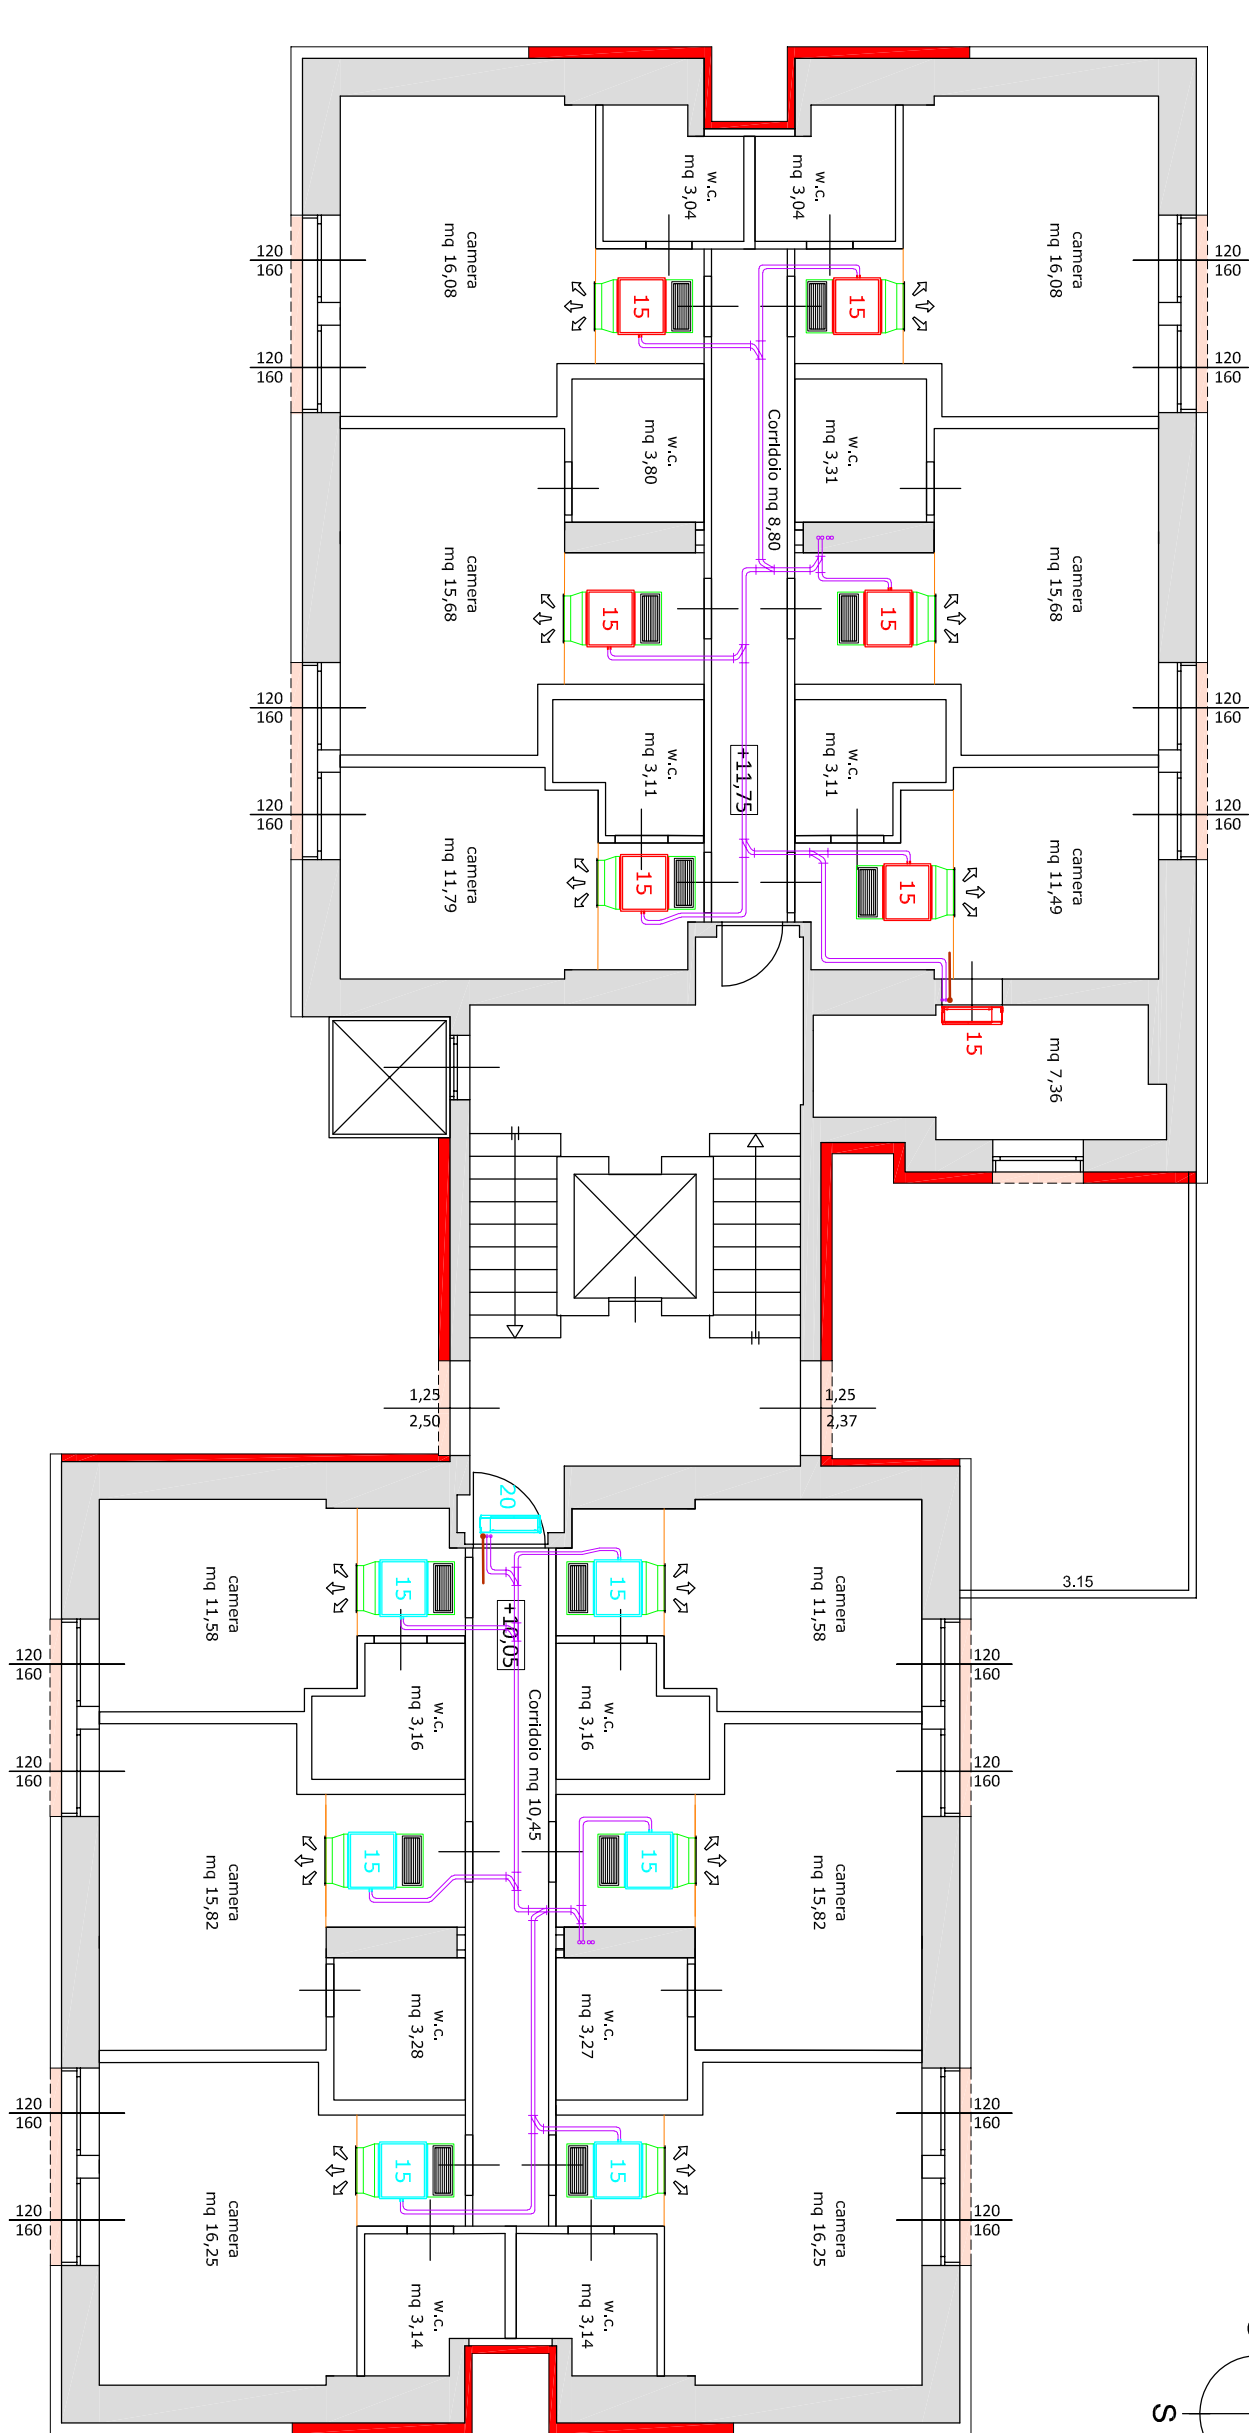 w.c.
mq 3,04
w.c.
mq 3,04
camera
mq 16,08
camera
mq 16,08
120
160
120
160
15
15
120
160
120
160
w.c.
mq 3,80
Corridoio mq 8,80
w.c.
mq 3,31
camera
mq 15,68
camera
mq 15,68
15
15
120
160
120
160
w.c.
mq 3,11
+11,75
w.c.
mq 3,11
120
160
120
160
camera
mq 11,79
camera
mq 11,49
15
15
15
mq 7,36
1,25
2,50
1,25
2,37
20
3.15
camera
mq 11,58
15
15
camera
mq 11,58
+10,05
120
160
120
160
w.c.
mq 3,16
Corridoio mq 10,45
w.c.
mq 3,16
120
160
120
160
camera
mq 15,82
15
15
camera
mq 15,82
w.c.
mq 3,28
w.c.
mq 3,27
120
160
120
160
15
15
camera
mq 16,25
camera
mq 16,25
120
160
120
160
w.c.
mq 3,14
w.c.
mq 3,14
S